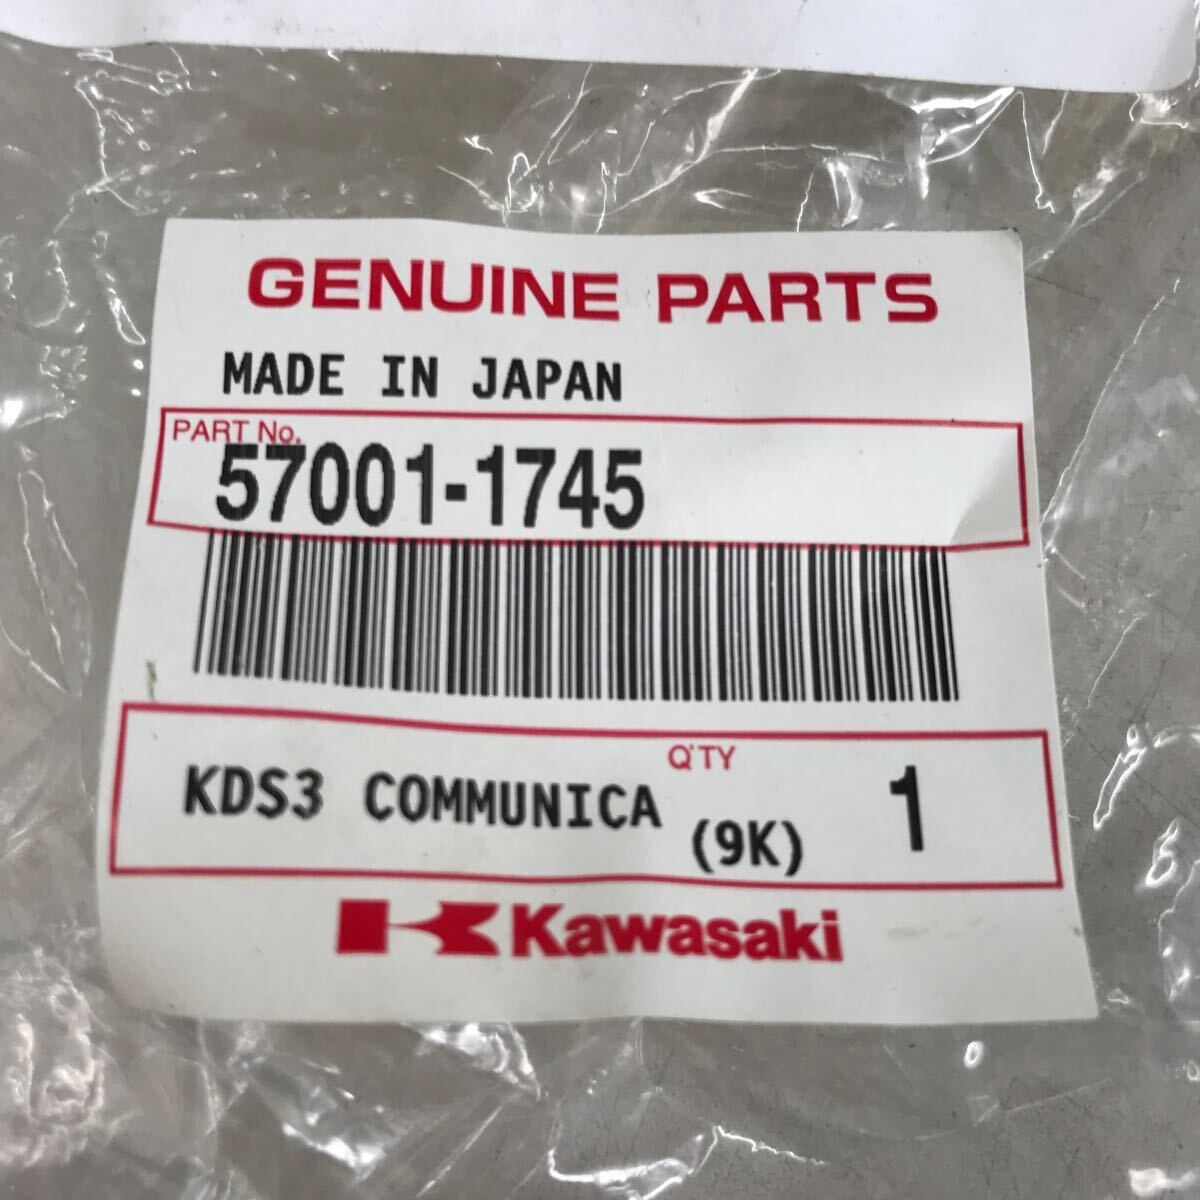 GENUINE PARTS
MADE IN JAPAN
PART No.
57001-1745
Q'TY
KDS3 COMMUNICA (9K) 1
Kawasaki